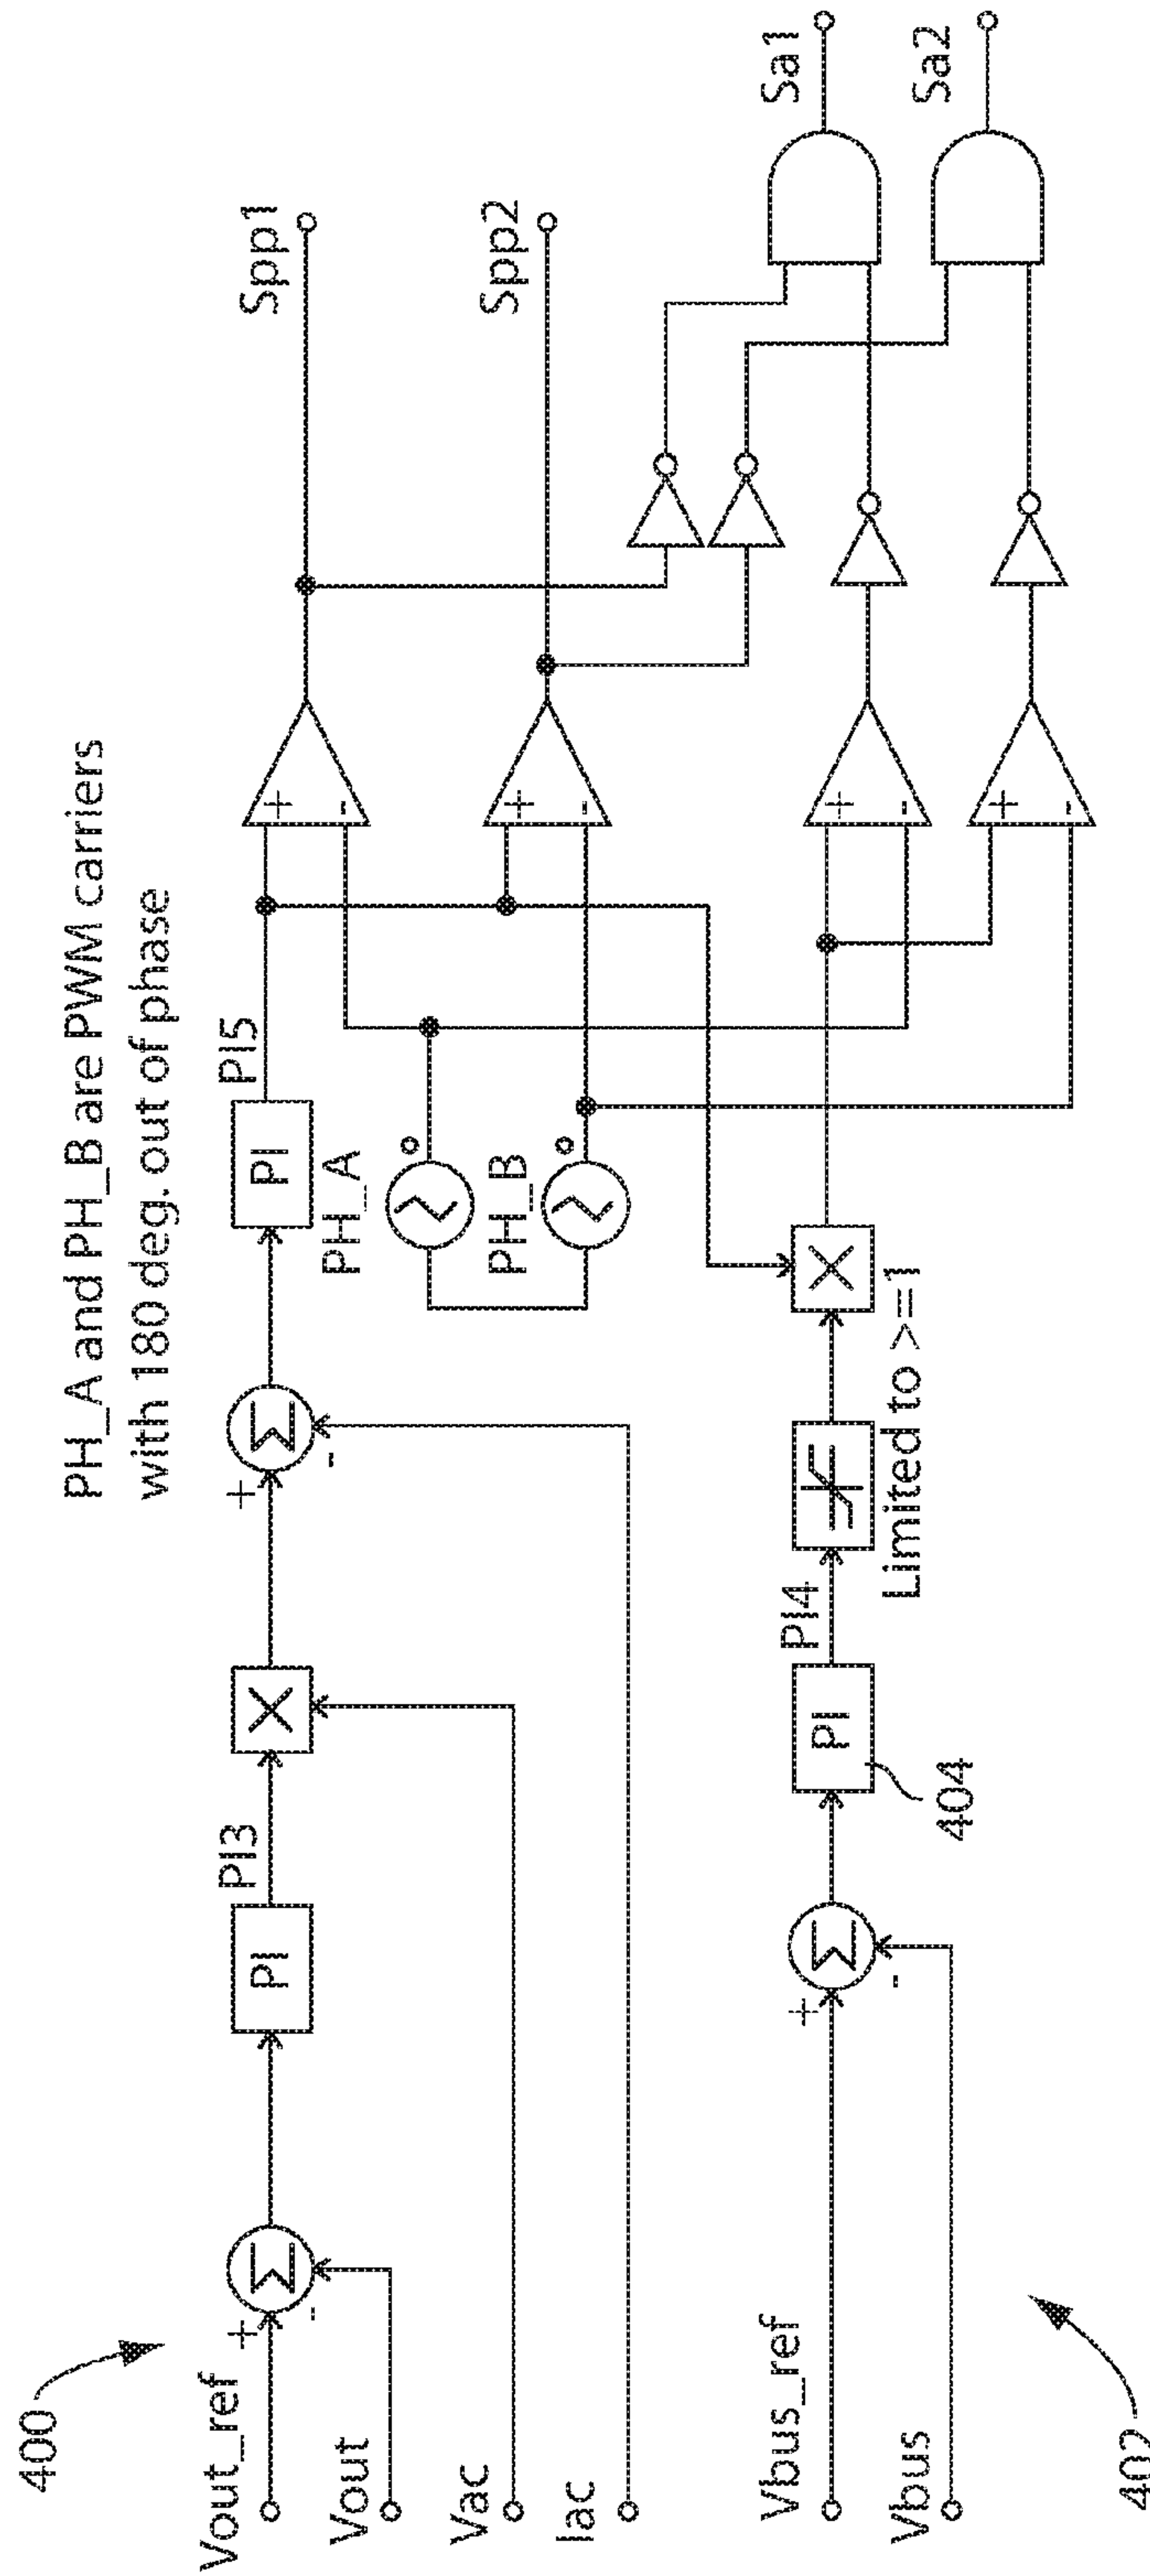 400
PH_A and PH_B are PWM carriers
with 180 deg. out of phase
Vout_ref
+
-
Σ
PI
PI3
X
+
-
Σ
PI
PI5
+
-
Spp1
Vout
Vac
Iac
PH_A
PH_B
+
-
Spp2
Vbus_ref
+
-
Σ
PI
PI4
404
Limited to >=1
X
+
-
Sa1
Vbus
+
-
Sa2
402